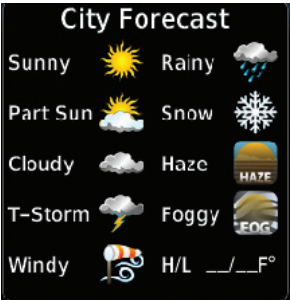 City Forecast
Sunny Rainy
Part Sun Snow
Cloudy Haze HAZE
T-Storm Foggy FOG
Windy H/L __/__F°